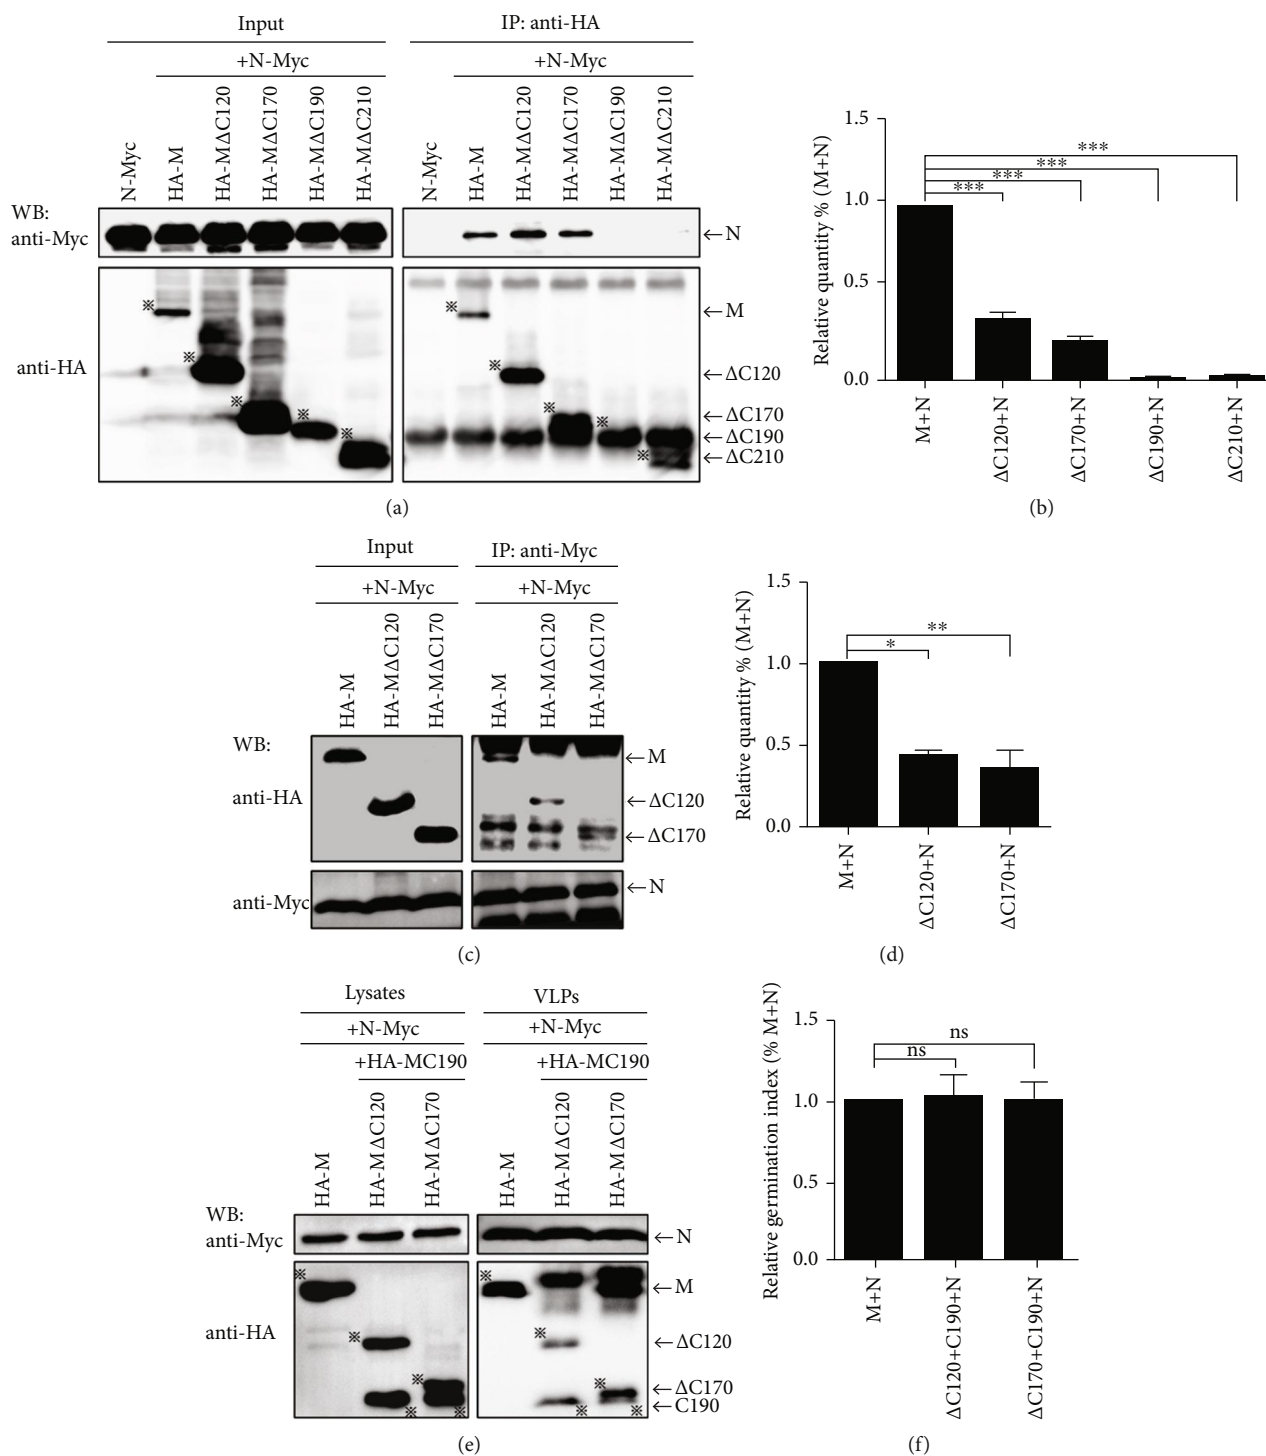 Input
IP: anti-HA
+N-Myc
+N-Myc
N-Myc
HA-M
HA-MΔC120
HA-MΔC170
HA-MΔC190
HA-MΔC210
N-Myc
HA-M
HA-MΔC120
HA-MΔC170
HA-MΔC190
HA-MΔC210
WB:
anti-Myc
←N
※
※
※
※
※
※
※
※
※
※
anti-HA
←M
←ΔC120
←ΔC170
←ΔC190
←ΔC210
(a)
Relative quantity % (M+N)
1.5
1.0
0.5
0.0
***
***
***
***
M+N
ΔC120+N
ΔC170+N
ΔC190+N
ΔC210+N
(b)
Input
IP: anti-Myc
+N-Myc
+N-Myc
HA-M
HA-MΔC120
HA-MΔC170
HA-M
HA-MΔC120
HA-MΔC170
WB:
anti-HA
←M
←ΔC120
←ΔC170
anti-Myc
←N
(c)
Relative quantity % (M+N)
1.5
1.0
0.5
0.0
**
*
M+N
ΔC120+N
ΔC170+N
(d)
Lysates
VLPs
+N-Myc
+N-Myc
+HA-MC190
+HA-MC190
HA-M
HA-MΔC120
HA-MΔC170
HA-M
HA-MΔC120
HA-MΔC170
WB:
anti-Myc
←N
※
※
※
※
※
※
※
※
※
※
anti-HA
←M
←ΔC120
←ΔC170
←C190
(e)
Relative germination index (% M+N)
1.5
1.0
0.5
0.0
ns
ns
M+N
ΔC120+C190+N
ΔC170+C190+N
(f)